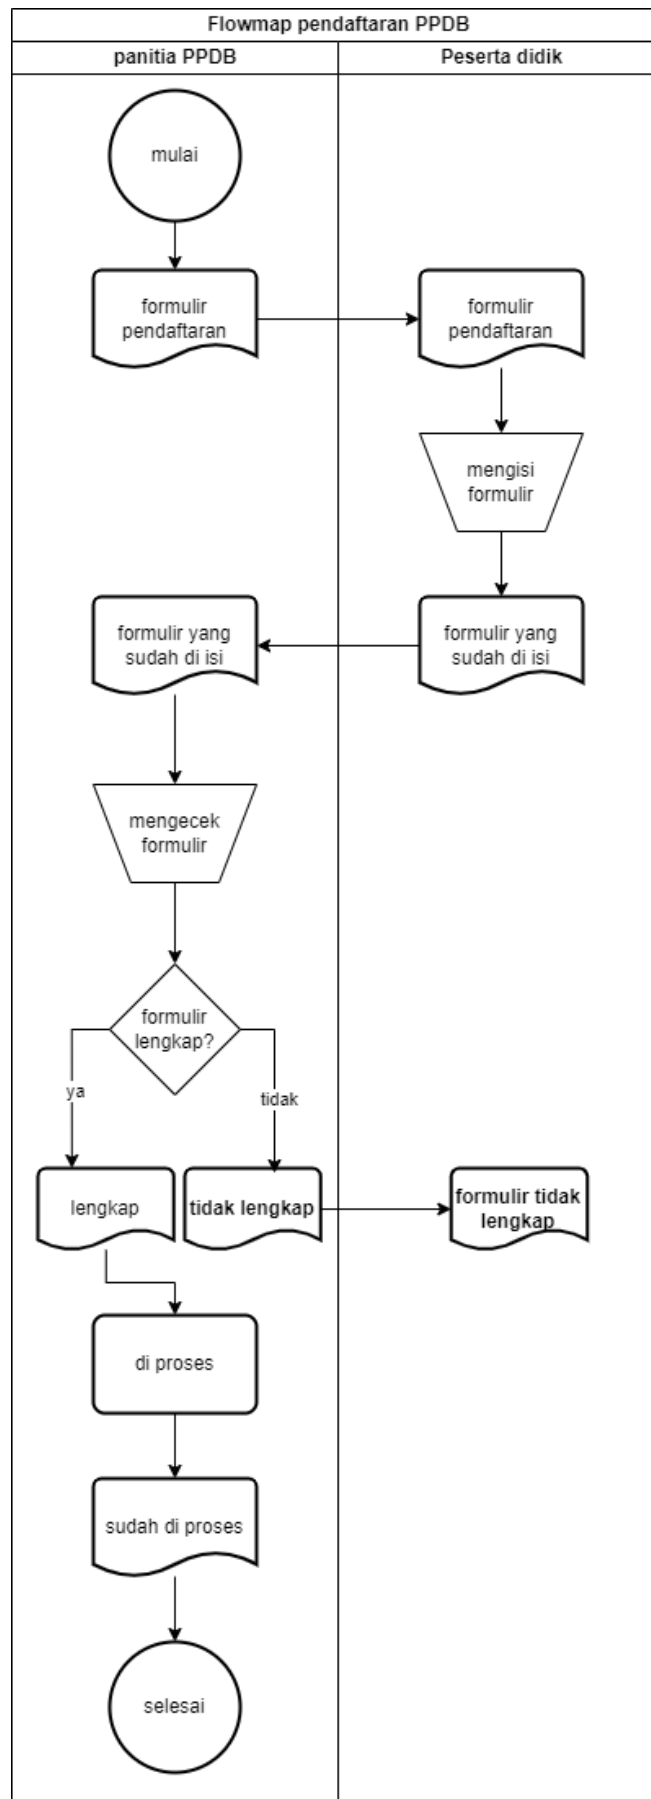 Flowmap pendaftaran PPDB
panitia PPDB
Peserta didik
mulai
formulir
pendaftaran
formulir
pendaftaran
mengisi
formulir
formulir yang
sudah di isi
formulir yang
sudah di isi
mengecek
formulir
formulir
lengkap?
ya
tidak
lengkap
tidak lengkap
formulir tidak
lengkap
di proses
sudah di proses
selesai